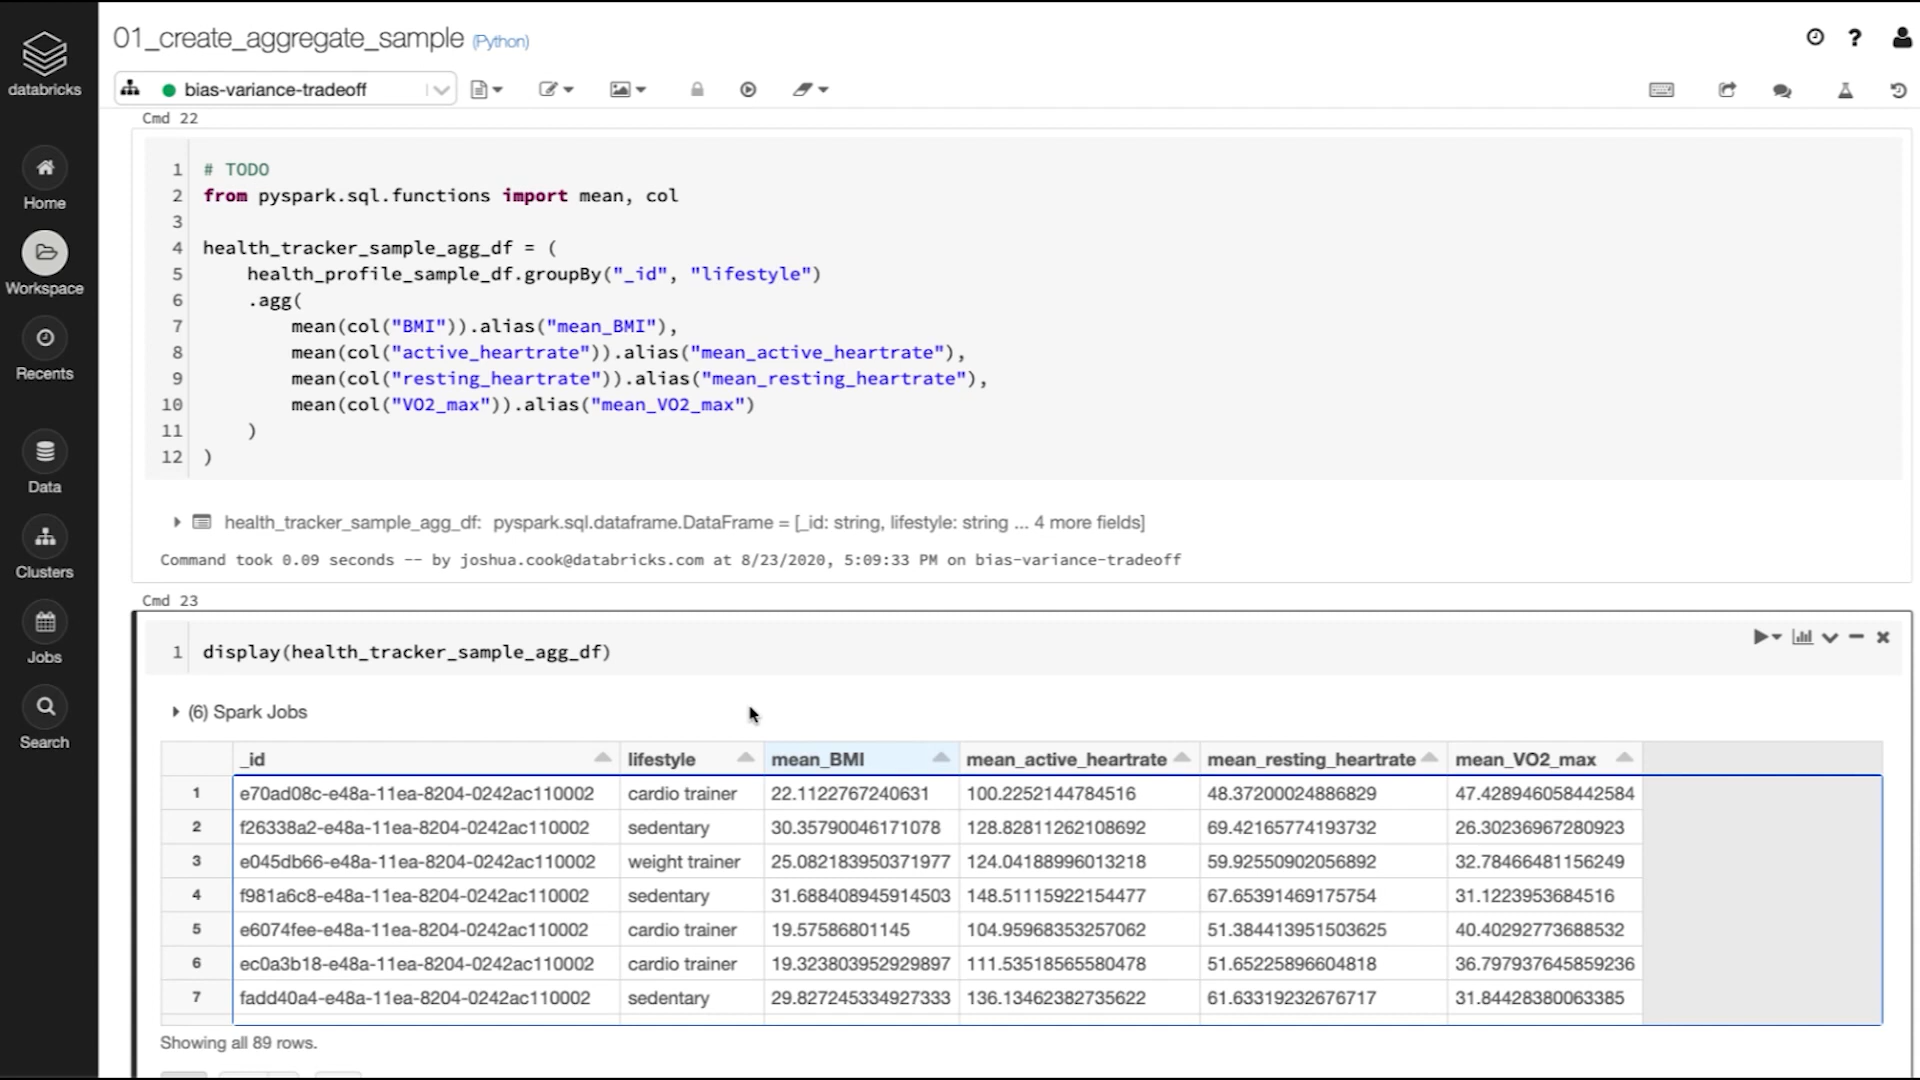 databricks
Home
Workspace
Recents
Data
Clusters
Jobs
Search
01_create_aggregate_sample (Python)
bias-variance-tradeoff
?
Cmd 22
1 # TODO
2 from pyspark.sql.functions import mean, col
3
4 health_tracker_sample_agg_df = (
5 health_profile_sample_df.groupBy("_id", "lifestyle")
6 .agg(
7 mean(col("BMI")).alias("mean_BMI"),
8 mean(col("active_heartrate")).alias("mean_active_heartrate"),
9 mean(col("resting_heartrate")).alias("mean_resting_heartrate"),
10 mean(col("VO2_max")).alias("mean_VO2_max")
11 )
12 )
health_tracker_sample_agg_df: pyspark.sql.dataframe.DataFrame = [_id: string, lifestyle: string ... 4 more fields]
Command took 0.09 seconds -- by joshua.cook@databricks.com at 8/23/2020, 5:09:33 PM on bias-variance-tradeoff
Cmd 23
1 display(health_tracker_sample_agg_df)
(6) Spark Jobs
_id lifestyle mean_BMI mean_active_heartrate mean_resting_heartrate mean_VO2_max
1 e70ad08c-e48a-11ea-8204-0242ac110002 cardio trainer 22.1122767240631 100.2252144784516 48.37200024886829 47.428946058442584
2 f26338a2-e48a-11ea-8204-0242ac110002 sedentary 30.35790046171078 128.82811262108692 69.42165774193732 26.30236967280923
3 e045db66-e48a-11ea-8204-0242ac110002 weight trainer 25.082183950371977 124.04188996013218 59.92550902056892 32.78466481156249
4 f981a6c8-e48a-11ea-8204-0242ac110002 sedentary 31.688408945914503 148.51115922154477 67.65391469175754 31.1223953684516
5 e6074fee-e48a-11ea-8204-0242ac110002 cardio trainer 19.57586801145 104.95968353257062 51.384413951503625 40.40292773688532
6 ec0a3b18-e48a-11ea-8204-0242ac110002 cardio trainer 19.323803952929897 111.53518565580478 51.65225896604818 36.797937645859236
7 fadd40a4-e48a-11ea-8204-0242ac110002 sedentary 29.827245334927333 136.13462382735622 61.63319232676717 31.84428380063385
Showing all 89 rows.